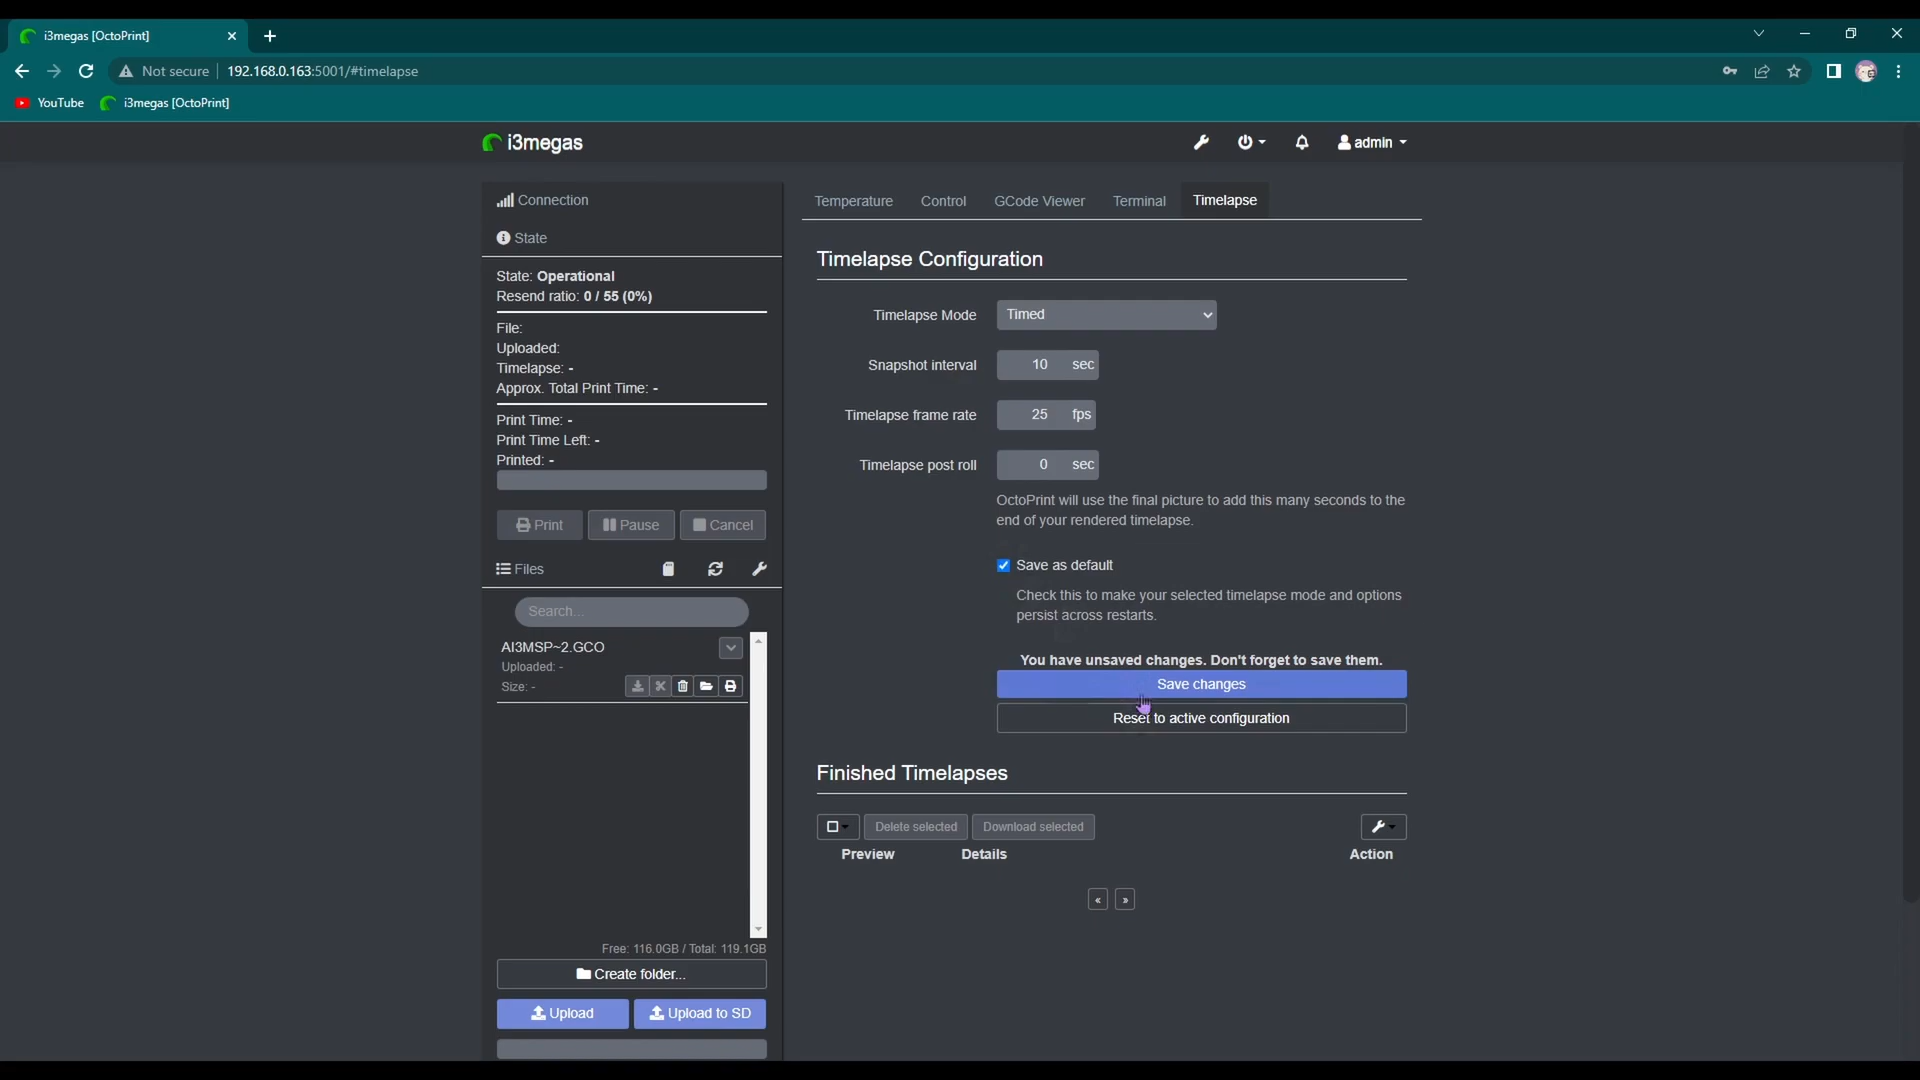 i3megas [OctoPrint]
Not secure 192.168.0.163:5001/#timelapse
YouTube i3megas [OctoPrint]
i3megas
admin
Connection
State
State: Operational
Resend ratio: 0 / 55 (0%)
File:
Uploaded:
Timelapse: -
Approx. Total Print Time: -
Print Time: -
Print Time Left: -
Printed: -
Print Pause Cancel
Files
Search...
AI3MSP~2.GCO
Uploaded: -
Size: -
Free: 116.0GB / Total: 119.1GB
Create folder...
Upload Upload to SD
Temperature Control GCode Viewer Terminal Timelapse
Timelapse Configuration
Timelapse Mode Timed
Snapshot interval 10 sec
Timelapse frame rate 25 fps
Timelapse post roll 0 sec
OctoPrint will use the final picture to add this many seconds to the
end of your rendered timelapse.
Save as default
Check this to make your selected timelapse mode and options
persist across restarts.
You have unsaved changes. Don't forget to save them.
Save changes
Reset to active configuration
Finished Timelapses
Delete selected Download selected
Preview Details Action
« »